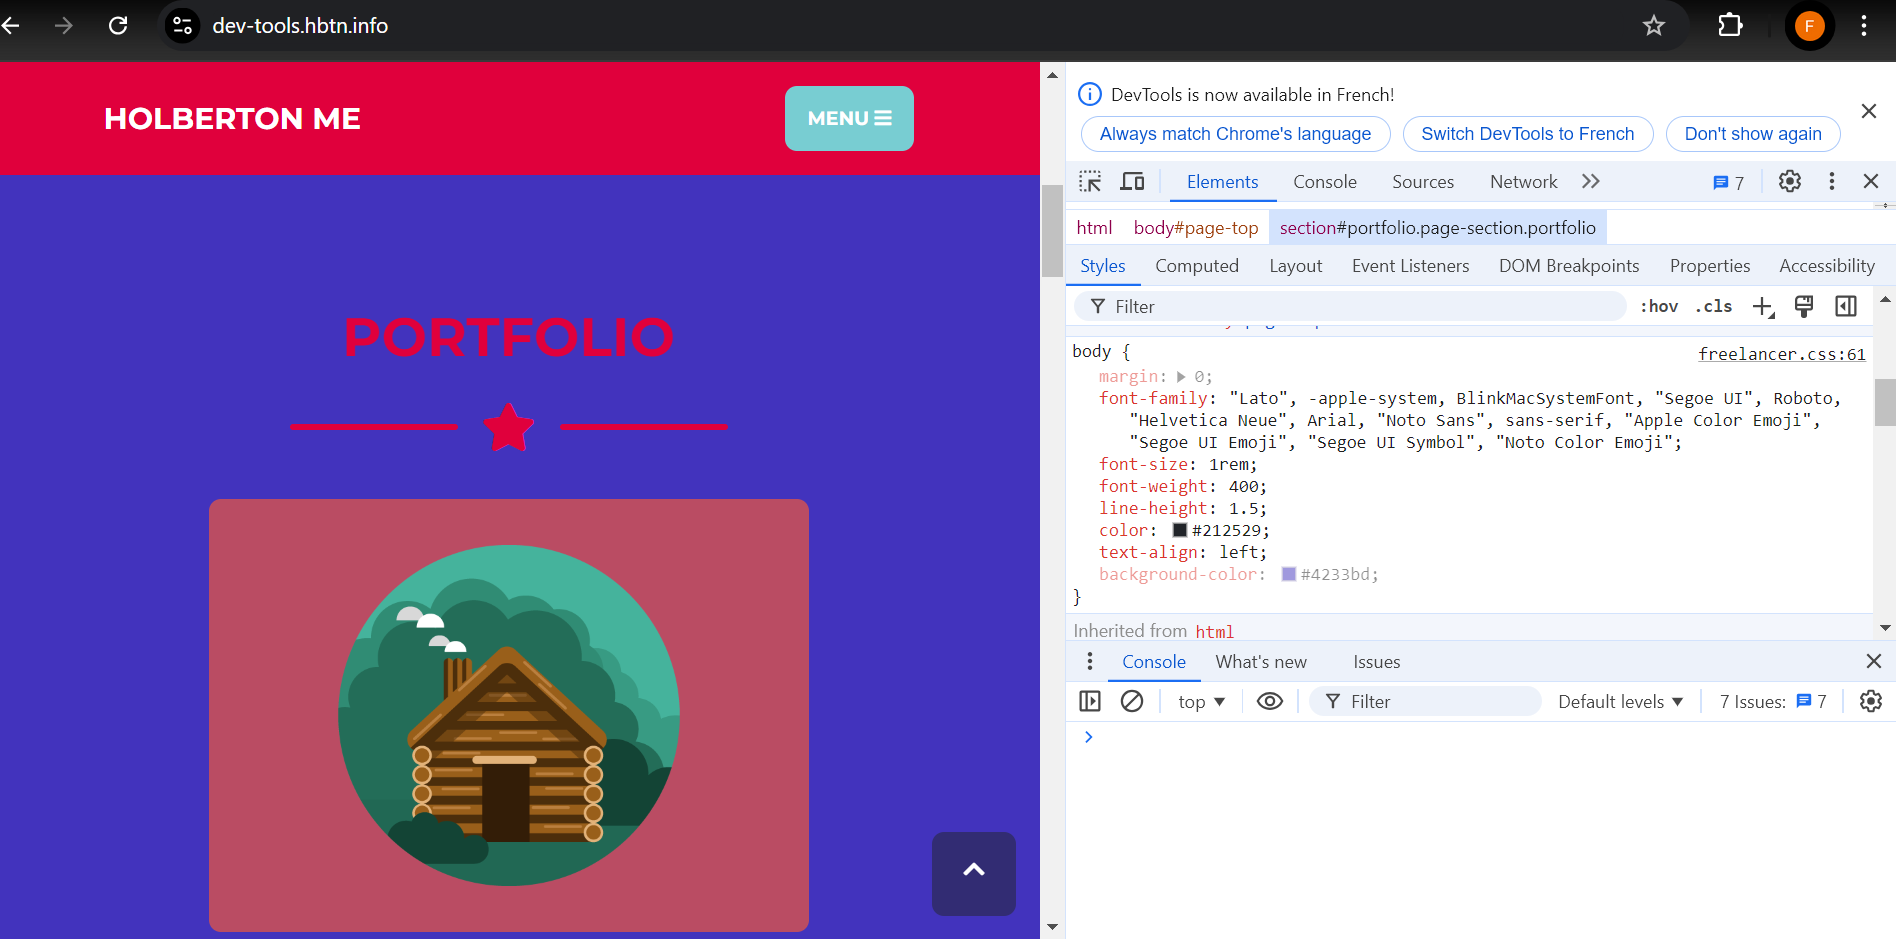 dev-tools.hbtn.info
F
HOLBERTON ME
MENU
PORTFOLIO
DevTools is now available in French!
Always match Chrome's language
Switch DevTools to French
Don't show again
Elements
Console
Sources
Network
7
html
body#page-top
section#portfolio.page-section.portfolio
Styles
Computed
Layout
Event Listeners
DOM Breakpoints
Properties
Accessibility
Filter
:hov
.cls
body {
freelancer.css:61
margin: 0;
font-family: "Lato", -apple-system, BlinkMacSystemFont, "Segoe UI", Roboto,
"Helvetica Neue", Arial, "Noto Sans", sans-serif, "Apple Color Emoji",
"Segoe UI Emoji", "Segoe UI Symbol", "Noto Color Emoji";
font-size: 1rem;
font-weight: 400;
line-height: 1.5;
color: #212529;
text-align: left;
background-color: #4233bd;
}
Inherited from html
Console
What's new
Issues
top
Filter
Default levels
7 Issues:
7